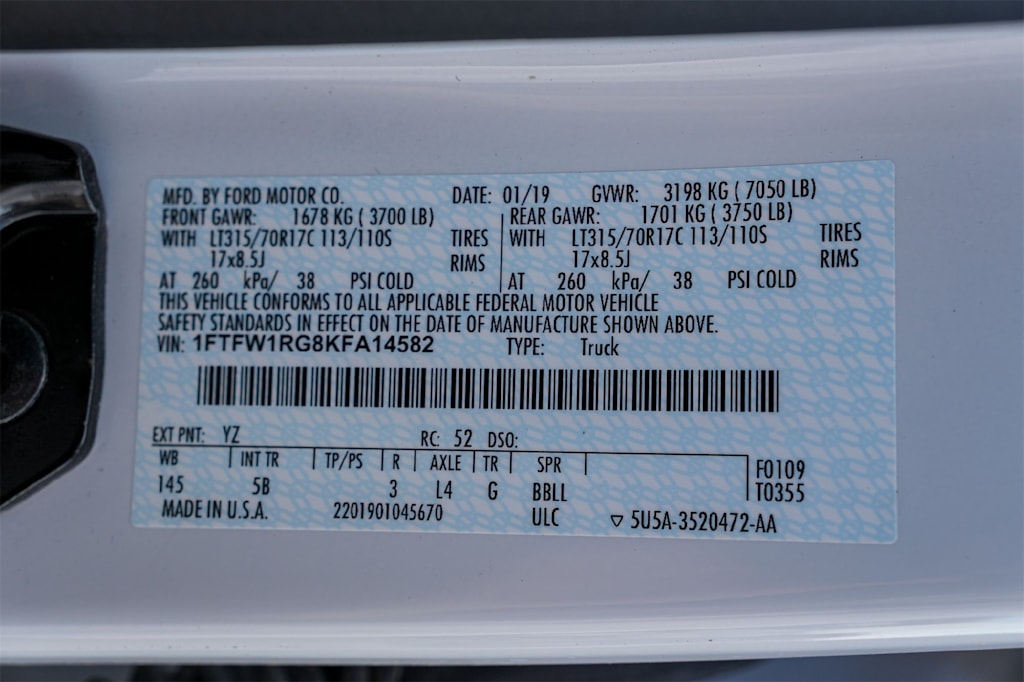 MFD. BY FORD MOTOR CO. DATE: 01/19 GVWR: 3198 KG ( 7050 LB)
FRONT GAWR: 1678 KG ( 3700 LB) REAR GAWR: 1701 KG ( 3750 LB)
WITH LT315/70R17C 113/110S TIRES WITH LT315/70R17C 113/110S TIRES
17x8.5J RIMS 17x8.5J RIMS
AT 260 kPa/ 38 PSI COLD AT 260 kPa/ 38 PSI COLD
THIS VEHICLE CONFORMS TO ALL APPLICABLE FEDERAL MOTOR VEHICLE
SAFETY STANDARDS IN EFFECT ON THE DATE OF MANUFACTURE SHOWN ABOVE.
VIN: 1FTFW1RG8KFA14582 TYPE: Truck
EXT PNT: YZ RC: 52 DSO:
WB INT TR TP/PS R AXLE TR SPR F0109
145 5B 3 L4 G BBLL T0355
MADE IN U.S.A. 2201901045670 ULC ▽ 5U5A-3520472-AA